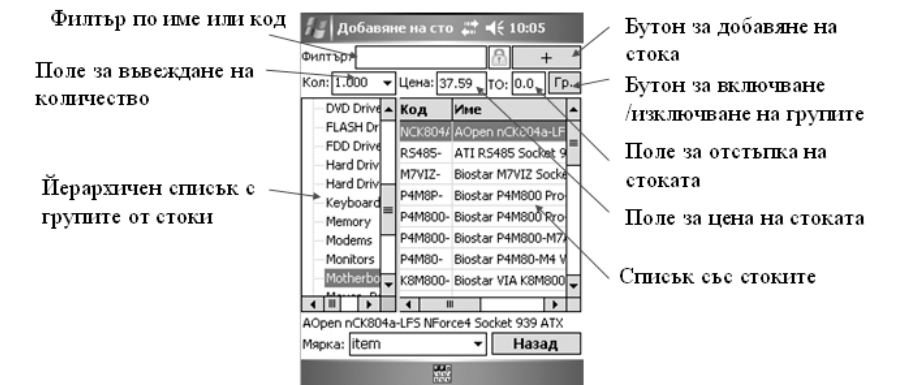 Филтър по име или код
Поле за въвеждане на
количество
Йерархичен списък с
групите от стоки
Добавяне на сто 10:05
Филтър:
+
Кол: 1.000 Цена: 37.59 ТО: 0.0 Гр..
DVD Drive
FLASH Dr
FDD Drive
Hard Driv
Hard Driv
Keyboard
Memory
Modems
Monitors
Motherbo
Код Име
NCK804A AOpen nCK804a-LF
RS485- ATI RS485 Socket 9
M7VIZ- Biostar M7VIZ Socke
P4M8P- Biostar P4M800 Pro-
P4M800- Biostar P4M800 Pro-
P4M800- Biostar P4M800-M7A
P4M80- Biostar P4M80-M4 V
K8M800- Biostar VIA K8M800
AOpen nCK804a-LFS NForce4 Socket 939 ATX
Мярка: item Назад
Бутон за добавяне на
стока
Бутон за включване
/изключване на групите
Поле за отстъпка на
стоката
Поле за цена на стоката
Списък със стоките